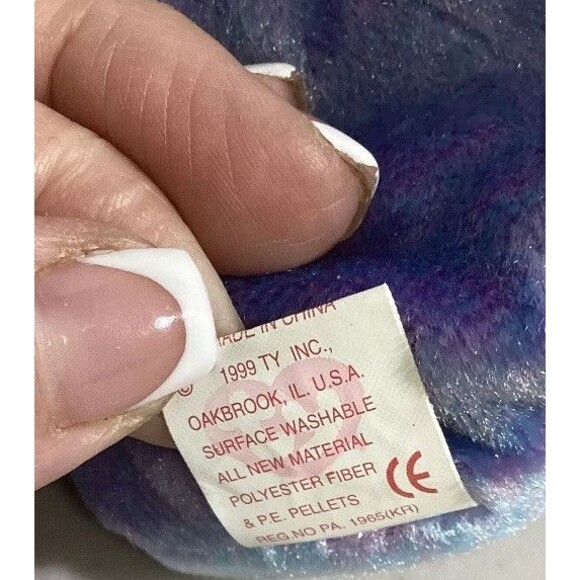 MADE IN CHINA
© 1999 TY INC.,
OAKBROOK, IL. U.S.A.
SURFACE WASHABLE
ALL NEW MATERIAL
POLYESTER FIBER
& P.E. PELLETS CE
REG.NO PA. 1965(KR)